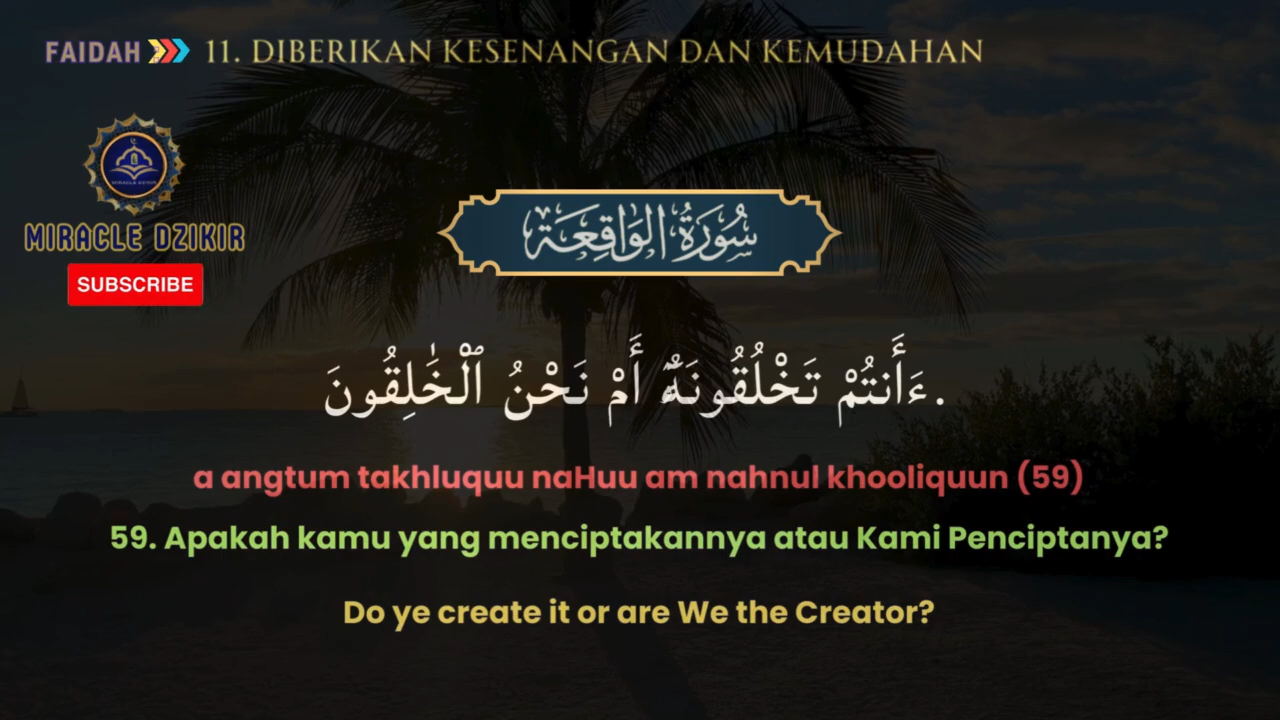 FAIDAH 11. DIBERIKAN KESENANGAN DAN KEMUDAHAN
MIRACLE DZIKIR
SUBSCRIBE
سُورَةُ الوَاقِعَة
ءَأَنتُمْ تَخْلُقُونَهُۥٓ أَمْ نَحْنُ ٱلْخَٰلِقُونَ.
a angtum takhluquu naHuu am nahnul khooliquun (59)
59. Apakah kamu yang menciptakannya atau Kami Penciptanya?
Do ye create it or are We the Creator?